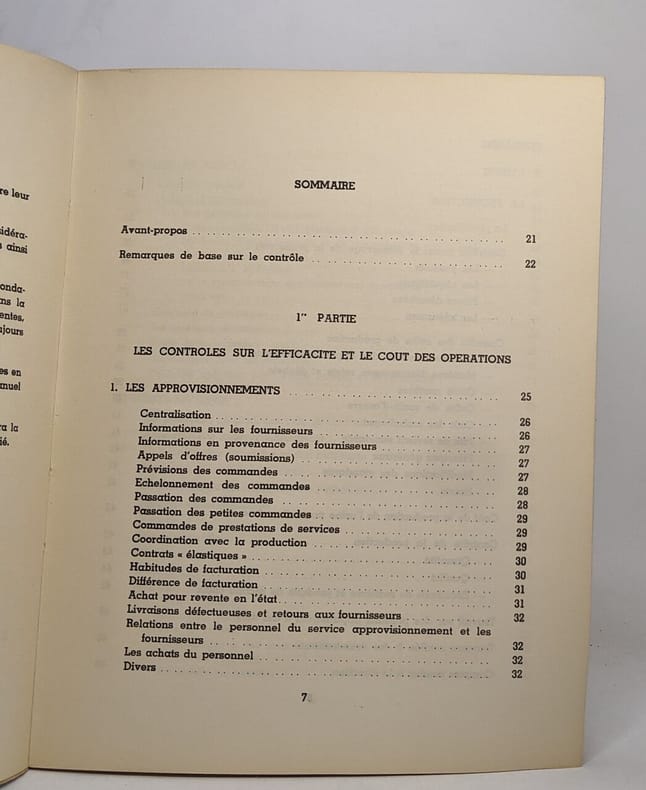 re leur
sidéra-
s ainsi
onda-
ns la
entes,
ujours
es en
nuel
ra la
ié.
SOMMAIRE
Avant-propos 21
Remarques de base sur le contrôle 22
1re PARTIE
LES CONTROLES SUR L'EFFICACITE ET LE COUT DES OPERATIONS
1. LES APPROVISIONNEMENTS 25
Centralisation 26
Informations sur les fournisseurs 26
Informations en provenance des fournisseurs 27
Appels d'offres (soumissions) 27
Prévisions des commandes 27
Echelonnement des commandes 28
Passation des commandes 28
Passation des petites commandes 29
Commandes de prestations de services 29
Coordination avec la production 29
Contrats « élastiques » 30
Habitudes de facturation 30
Différence de facturation 31
Achat pour revente en l'état 31
Livraisons défectueuses et retours aux fournisseurs 32
Relations entre le personnel du service approvisionnement et les
fournisseurs 32
Les achats du personnel 32
Divers 32
7